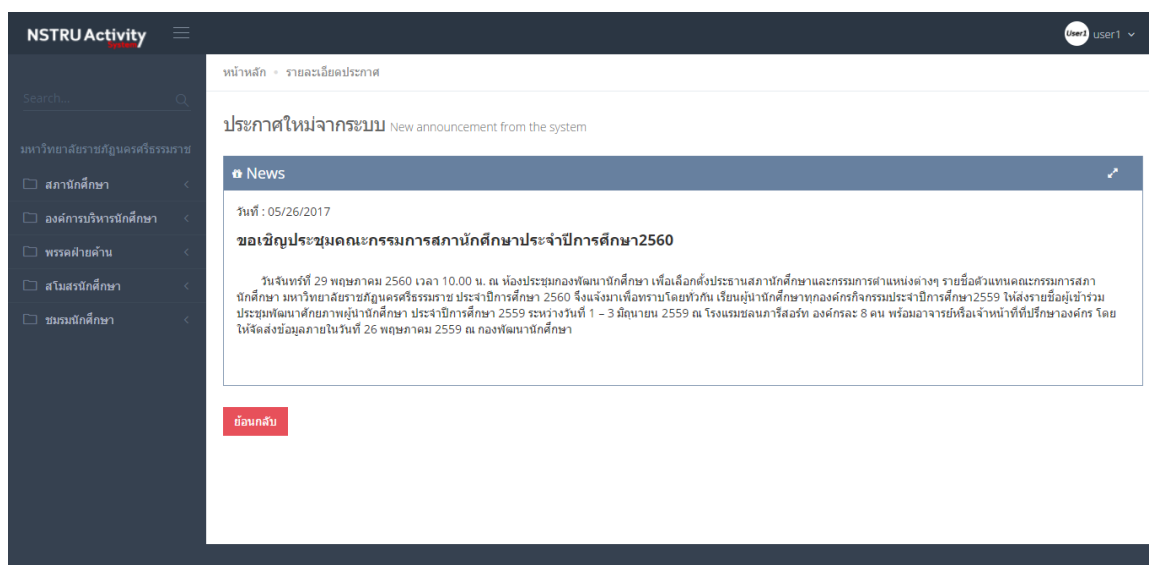 NSTRU Activity
System
user1
user1
หน้าหลัก
รายละเอียดประกาศ
Search...
มหาวิทยาลัยราชภัฏนครศรีธรรมราช
สภานักศึกษา
องค์การบริหารนักศึกษา
พรรคฝ่ายค้าน
สโมสรนักศึกษา
ชมรมนักศึกษา
ประกาศใหม่จากระบบ New announcement from the system
News
วันที่ : 05/26/2017
ขอเชิญประชุมคณะกรรมการสภานักศึกษาประจำปีการศึกษา2560
วันจันทร์ที่ 29 พฤษภาคม 2560 เวลา 10.00 น. ณ ห้องประชุมกองพัฒนานักศึกษา เพื่อเลือกตั้งประธานสภานักศึกษาและกรรมการตำแหน่งต่างๆ รายชื่อตัวแทนคณะกรรมการสภา
นักศึกษา มหาวิทยาลัยราชภัฏนครศรีธรรมราช ประจำปีการศึกษา 2560 จึงแจ้งมาเพื่อทราบโดยทั่วกัน เรียนผู้นำนักศึกษาทุกองค์กรกิจกรรมประจำปีการศึกษา2559 ให้ส่งรายชื่อผู้เข้าร่วม
ประชุมพัฒนาศักยภาพผู้นำนักศึกษา ประจำปีการศึกษา 2559 ระหว่างวันที่ 1 – 3 มิถุนายน 2559 ณ โรงแรมชลนภารีสอร์ท องค์กรละ 8 คน พร้อมอาจารย์หรือเจ้าหน้าที่ที่ปรึกษาองค์กร โดย
ให้จัดส่งข้อมูลภายในวันที่ 26 พฤษภาคม 2559 ณ กองพัฒนานักศึกษา
ย้อนกลับ